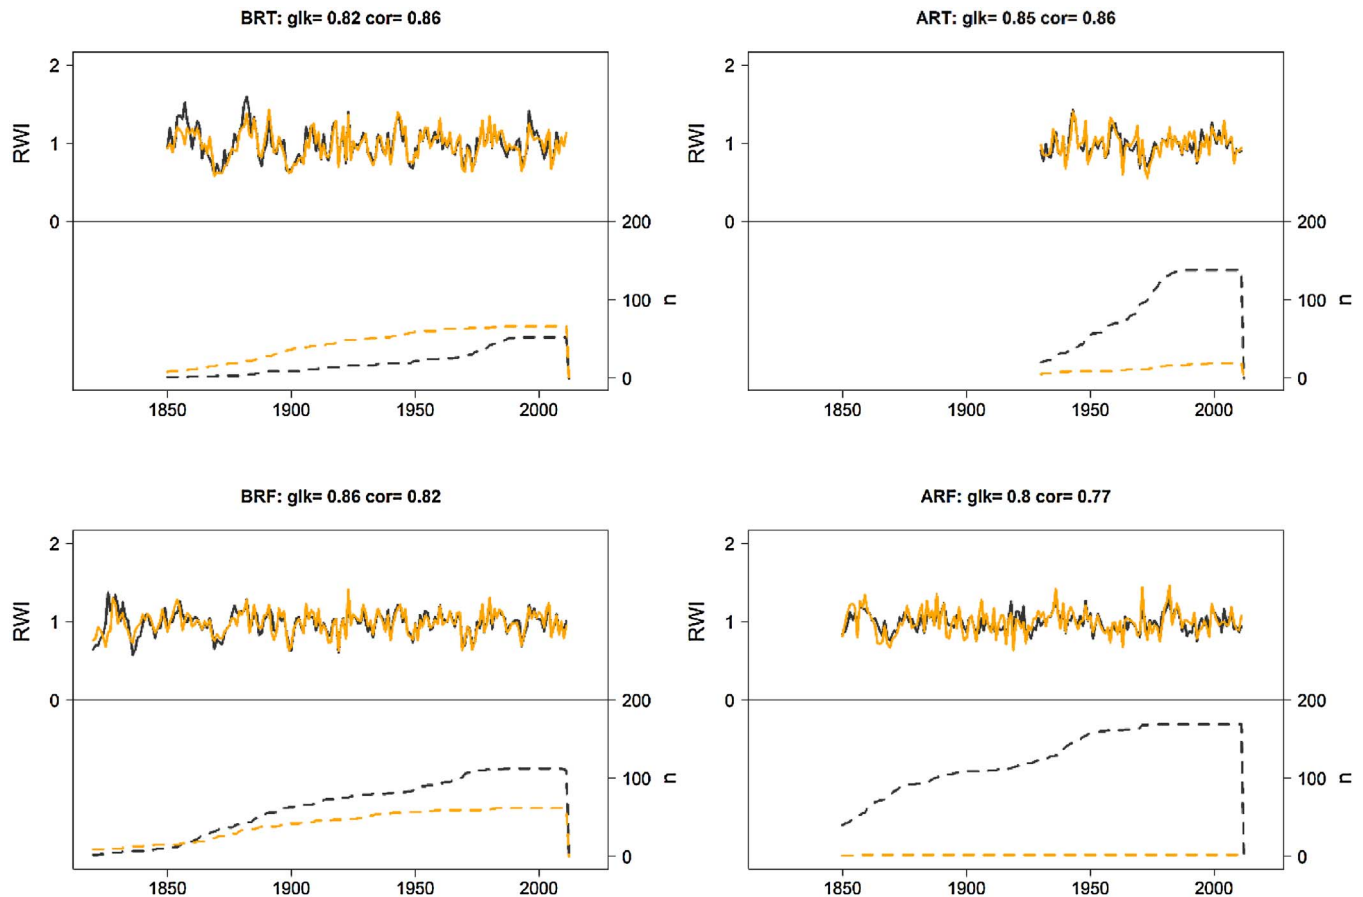 BRT: glk= 0.82 cor= 0.86
2
1
0
RWI
200
100
0
n
1850 1900 1950 2000
ART: glk= 0.85 cor= 0.86
2
1
0
RWI
200
100
0
n
1850 1900 1950 2000
BRF: glk= 0.86 cor= 0.82
2
1
0
RWI
200
100
0
n
1850 1900 1950 2000
ARF: glk= 0.8 cor= 0.77
2
1
0
RWI
200
100
0
n
1850 1900 1950 2000